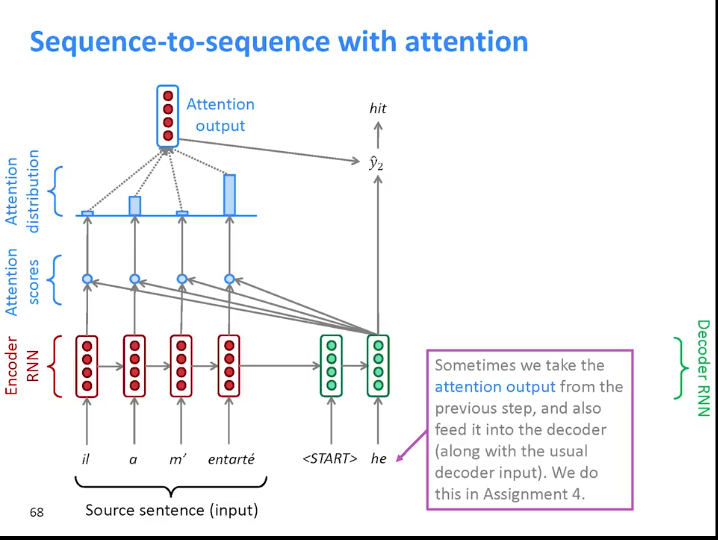 Sequence-to-sequence with attention
Attention
output
hit
ŷ2
Attention
distribution
Attention
scores
Encoder
RNN
Decoder RNN
Sometimes we take the
attention output from the
previous step, and also
feed it into the decoder
(along with the usual
decoder input). We do
this in Assignment 4.
il a m’ entarté <START> he
Source sentence (input)
68